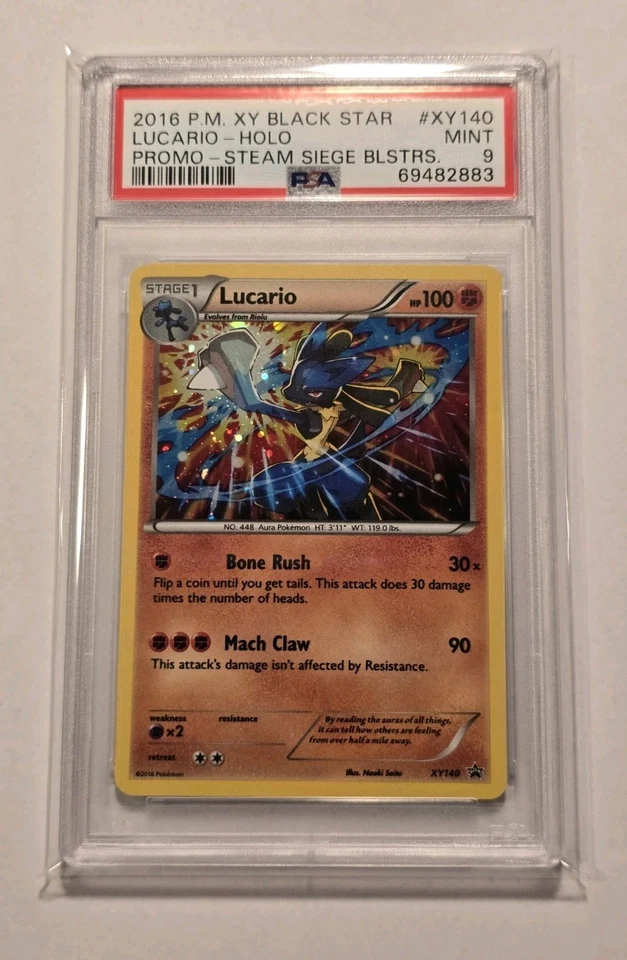 2016 P.M. XY BLACK STAR #XY140
LUCARIO-HOLO MINT
PROMO-STEAM SIEGE BLSTRS. 9
PSA 69482883
STAGE1 Lucario HP100
Evolves from Riolu
NO. 448 Aura Pokémon HT: 3'11" WT: 119.0 lbs.
Bone Rush 30x
Flip a coin until you get tails. This attack does 30 damage
times the number of heads.
Mach Claw 90
This attack's damage isn't affected by Resistance.
weakness resistance
x2
retreat
By reading the auras of all things,
it can tell how others are feeling
from over half a mile away.
©2016 Pokémon Illus. Naoki Saito XY140
PSA